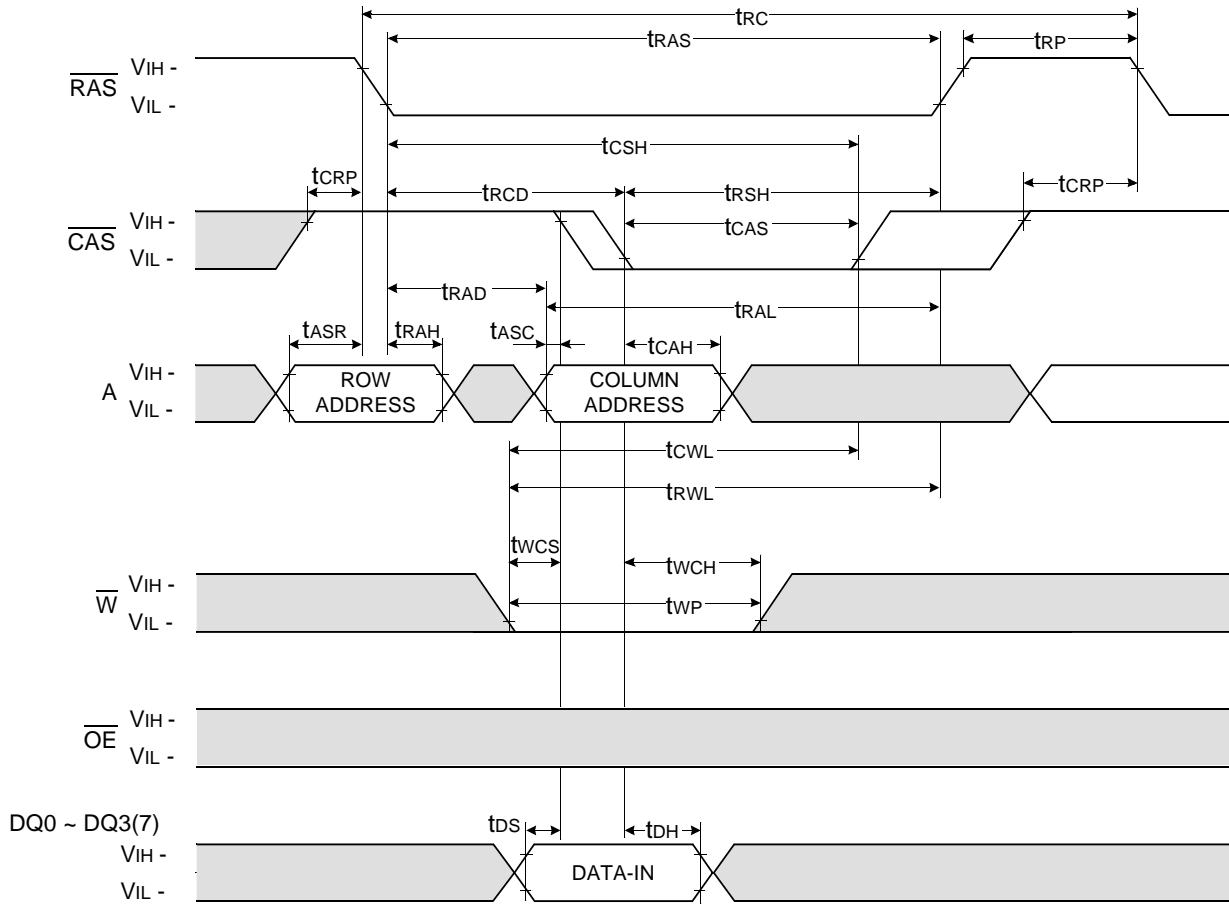 tRC
tRAS
tRP
RAS
VIH -
VIL -
tCSH
tCRP
tRCD
tRSH
tCRP
CAS
VIH -
VIL -
tCAS
tRAD
tRAL
tASR
tRAH
tASC
tCAH
A
VIH -
VIL -
ROW
ADDRESS
COLUMN
ADDRESS
tCWL
tRWL
tWCS
tWCH
W
VIH -
VIL -
tWP
OE
VIH -
VIL -
DQ0 ~ DQ3(7)
tDS
tDH
VIH -
VIL -
DATA-IN